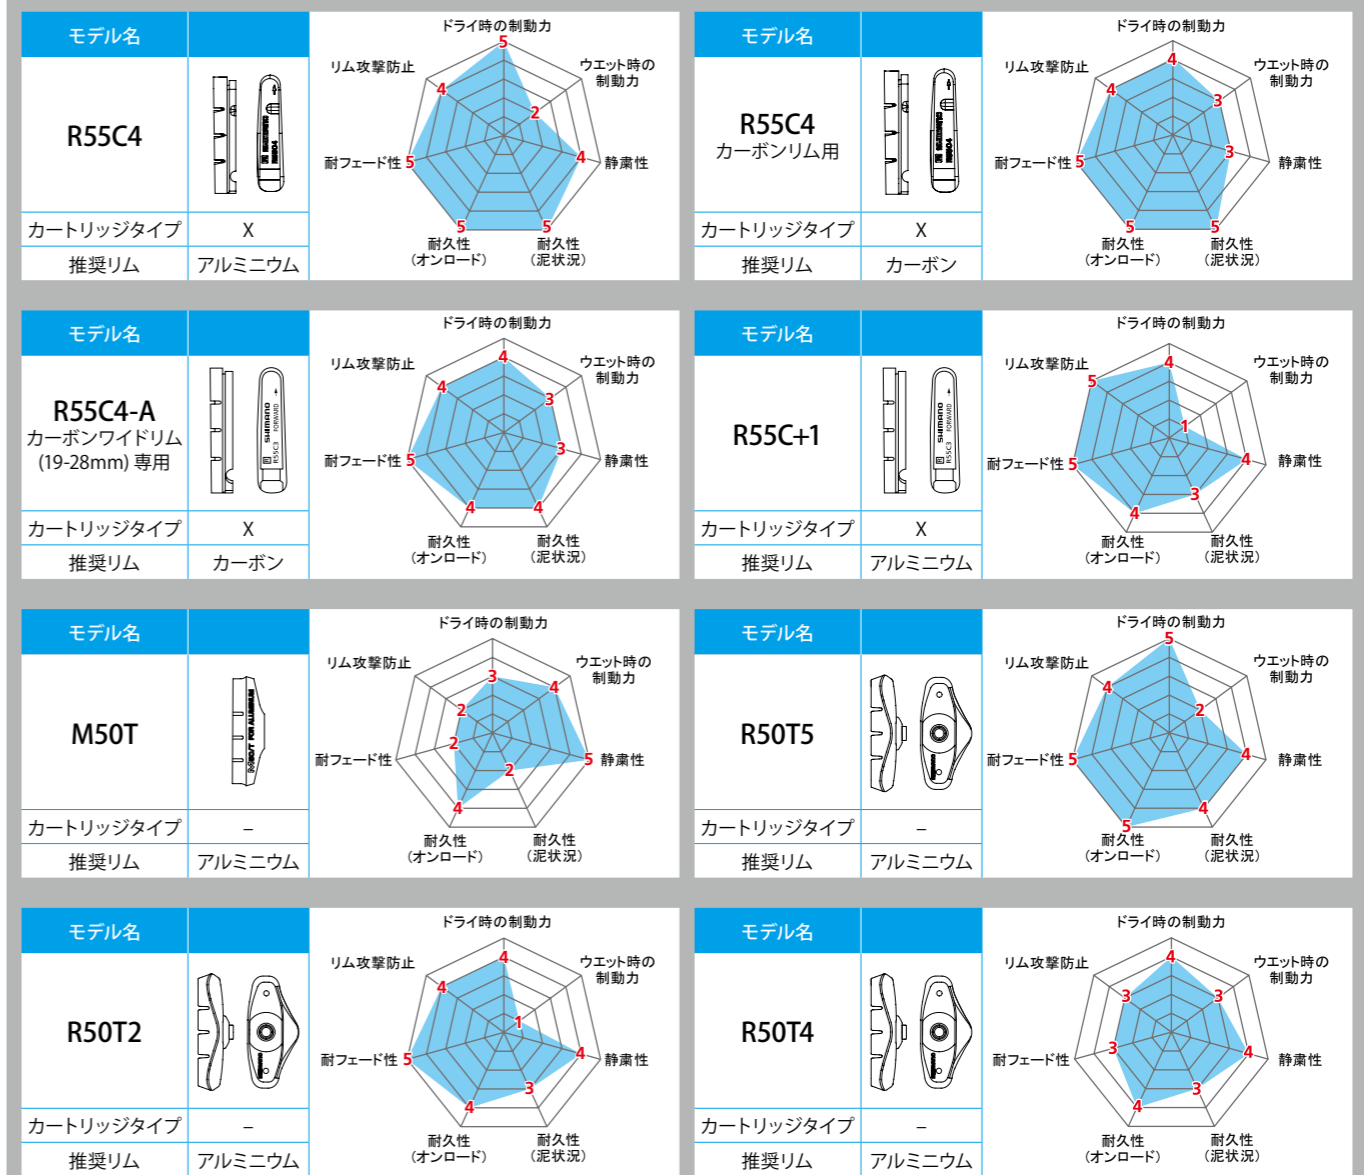 モデル名
R55C4
カートリッジタイプ X
推奨リム アルミニウム
ドライ時の制動力
5
リム攻撃防止
ウエット時の
制動力
4
2
耐フェード性 5
4 静粛性
5
5
耐久性
(オンロード)
耐久性
(泥状況)
モデル名
R55C4
カーボンリム用
カートリッジタイプ X
推奨リム カーボン
ドライ時の制動力
4
リム攻撃防止
ウエット時の
制動力
4
3
耐フェード性 5
3 静粛性
5
5
耐久性
(オンロード)
耐久性
(泥状況)
モデル名
R55C4-A
カーボンワイドリム
(19-28mm) 専用
SHIMANO
R55C3 FORWARD
カートリッジタイプ X
推奨リム カーボン
ドライ時の制動力
4
リム攻撃防止
ウエット時の
制動力
4
3
耐フェード性 5
3 静粛性
4
4
耐久性
(オンロード)
耐久性
(泥状況)
モデル名
R55C+1
SHIMANO
R55C3 FORWARD
カートリッジタイプ X
推奨リム アルミニウム
ドライ時の制動力
4
リム攻撃防止
ウエット時の
制動力
5
1
耐フェード性 5
4 静粛性
4
3
耐久性
(オンロード)
耐久性
(泥状況)
モデル名
M50T
M50T FOR ALUMINUM
カートリッジタイプ –
推奨リム アルミニウム
ドライ時の制動力
3
リム攻撃防止
ウエット時の
制動力
2
4
耐フェード性 2
5 静粛性
4
2
耐久性
(オンロード)
耐久性
(泥状況)
モデル名
R50T5
カートリッジタイプ –
推奨リム アルミニウム
ドライ時の制動力
5
リム攻撃防止
ウエット時の
制動力
4
2
耐フェード性 5
4 静粛性
5
4
耐久性
(オンロード)
耐久性
(泥状況)
モデル名
R50T2
カートリッジタイプ –
推奨リム アルミニウム
ドライ時の制動力
4
リム攻撃防止
ウエット時の
制動力
4
1
耐フェード性 5
4 静粛性
4
3
耐久性
(オンロード)
耐久性
(泥状況)
モデル名
R50T4
カートリッジタイプ –
推奨リム アルミニウム
ドライ時の制動力
4
リム攻撃防止
ウエット時の
制動力
3
3
耐フェード性 3
4 静粛性
4
3
耐久性
(オンロード)
耐久性
(泥状況)